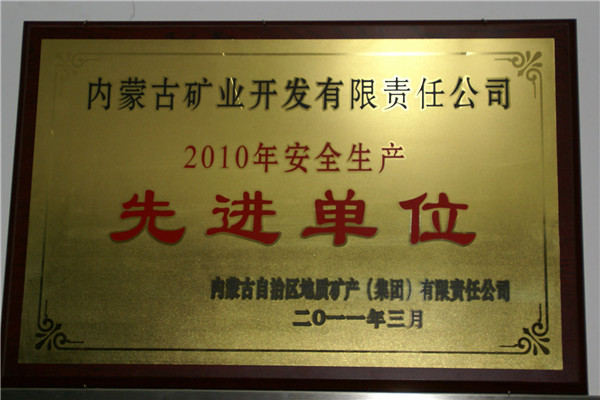 内蒙古矿业开发有限责任公司
2010年安全生产
先进单位
内蒙古自治区地质矿产（集团）有限责任公司
二〇一一年三月